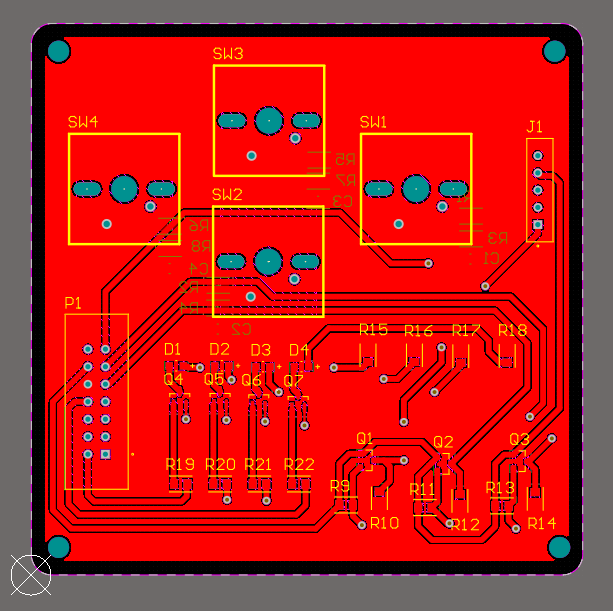 SW3
SW4
SW1
J1
R5
R7
C3
SW2
R6
R3
R8
C1
C4
P1
C2
R15 R16 R17 R18
D1 D2 D3 D4
Q4 Q5 Q6 Q7
Q1 Q2 Q3
R19 R20 R21 R22
R9 R11 R13
R10 R12 R14